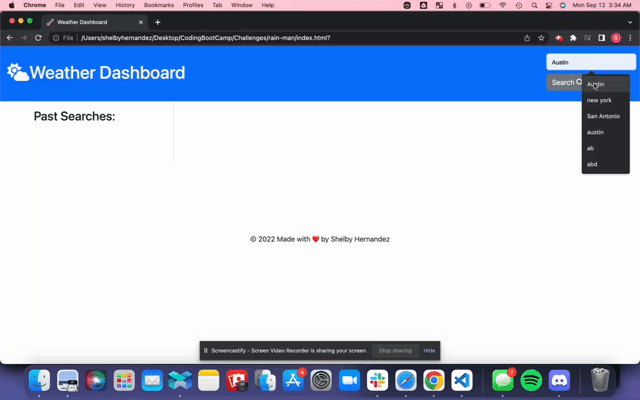 Chrome File Edit View History Bookmarks Profiles Tab Window Help Mon Sep 12 3:34 AM
Weather Dashboard
File /Users/shelbyhernandez/Desktop/CodingBootCamp/Challenges/rain-man/index.html?
Weather Dashboard
Austin
Search
Austin
new york
San Antonio
austin
ab
abd
Past Searches:
© 2022 Made with ❤️ by Shelby Hernandez
Screencastify - Screen Video Recorder is sharing your screen. Stop sharing Hide